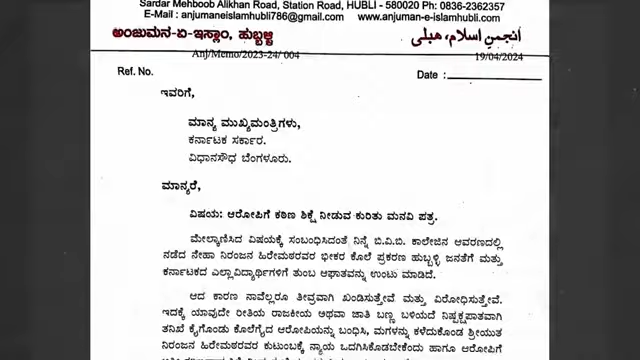 Sardar Mehboob Alikhan Road, Station Road, HUBLI - 580020 Ph: 0836-2362357
E-Mail : anjumaneislamhubli786@gmail.com www.anjuman-e-islamhubli.com
ಅಂಜುಮನ-ಏ-ಇಸ್ಲಾಂ, ಹುಬ್ಬಳ್ಳಿ انجمنِ اسلام، ھبلی
Anj/Memo/2023-24/ 004 19/04/2024
Ref. No. Date :
ಇವರಿಗೆ,
ಮಾನ್ಯ ಮುಖ್ಯಮಂತ್ರಿಗಳು,
ಕರ್ನಾಟಕ ಸರ್ಕಾರ.
ವಿಧಾನಸೌಧ ಬೆಂಗಳೂರು.
ಮಾನ್ಯರೆ,
ವಿಷಯ: ಆರೋಪಿಗೆ ಕಠಿಣ ಶಿಕ್ಷೆ ನೀಡುವ ಕುರಿತು ಮನವಿ ಪತ್ರ.
ಮೇಲ್ಕಾಣಿಸಿದ ವಿಷಯಕ್ಕೆ ಸಂಬಂಧಿಸಿದಂತೆ ನಿನ್ನೆ ಬಿ.ವಿ.ಬಿ. ಕಾಲೇಜಿನ ಆವರಣದಲ್ಲಿ
ನಡೆದ ನೇಹಾ ನಿರಂಜನ ಹಿರೇಮಠರವರ ಭೀಕರ ಕೊಲೆ ಪ್ರಕರಣ ಹುಬ್ಬಳ್ಳಿ ಜನತೆಗೆ ಮತ್ತು
ಕರ್ನಾಟಕದ ಎಲ್ಲಾವಿದ್ಯಾರ್ಥಿಗಳಿಗೆ ತುಂಬ ಆಘಾತವನ್ನು ಉಂಟು ಮಾಡಿದೆ.
ಆದ ಕಾರಣ ನಾವೆಲ್ಲರೂ ತೀವ್ರವಾಗಿ ಖಂಡಿಸುತ್ತೇವೆ ಮತ್ತು ವಿರೋಧಿಸುತ್ತೇವೆ.
ಇದಕ್ಕೆ ಯಾವುದೇ ರೀತಿಯ ರಾಜಕೀಯ ಅಥವಾ ಜಾತಿ ಬಣ್ಣ ಬಳಿಯದೆ ನಿಷ್ಪಕ್ಷಪಾತವಾಗಿ
ತನಿಖೆ ಕೈಗೊಂಡು ಕೊಲೆಗೈದ ಆರೋಪಿಯನ್ನು ಬಂಧಿಸಿ, ಮಗಳನ್ನು ಕಳೆದುಕೊಂಡ ಶ್ರೀಯುತ
ನಿರಂಜನ ಹಿರೇಮಠರವರ ಕುಟುಂಬಕ್ಕೆ ನ್ಯಾಯ ಒದಗಿಸಿಕೊಡಬೇಕೆಂದು ಹಾಗೂ ಆರೋಪಿಗೆ